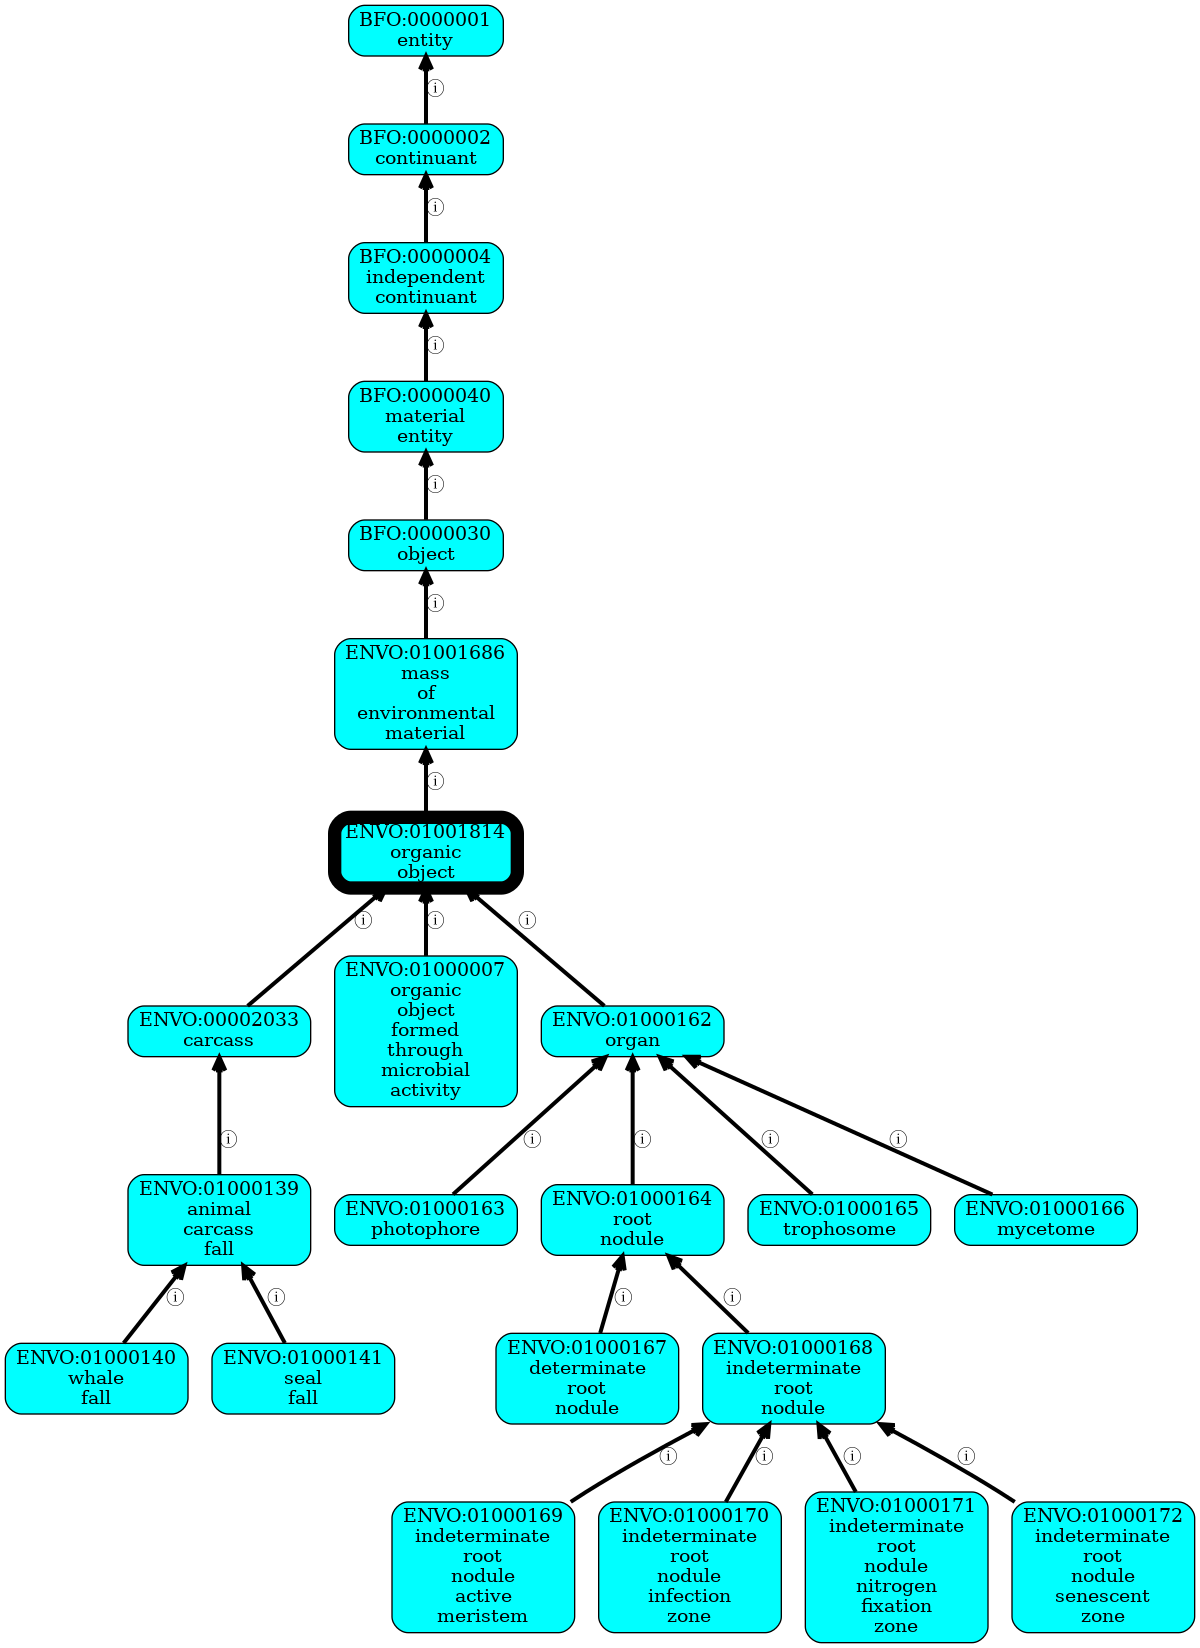 BFO:0000001
entity
ⓘ
BFO:0000002
continuant
ⓘ
BFO:0000004
independent
continuant
ⓘ
BFO:0000040
material
entity
ⓘ
BFO:0000030
object
ⓘ
ENVO:01001686
mass
of
environmental
material
ⓘ
ENVO:01001814
organic
object
ⓘ
ⓘ
ⓘ
ENVO:00002033
carcass
ENVO:01000007
organic
object
formed
through
microbial
activity
ENVO:01000162
organ
ⓘ
ⓘ
ⓘ
ⓘ
ⓘ
ENVO:01000139
animal
carcass
fall
ENVO:01000163
photophore
ENVO:01000164
root
nodule
ENVO:01000165
trophosome
ENVO:01000166
mycetome
ⓘ
ⓘ
ⓘ
ⓘ
ENVO:01000140
whale
fall
ENVO:01000141
seal
fall
ENVO:01000167
determinate
root
nodule
ENVO:01000168
indeterminate
root
nodule
ⓘ
ⓘ
ⓘ
ⓘ
ENVO:01000169
indeterminate
root
nodule
active
meristem
ENVO:01000170
indeterminate
root
nodule
infection
zone
ENVO:01000171
indeterminate
root
nodule
nitrogen
fixation
zone
ENVO:01000172
indeterminate
root
nodule
senescent
zone